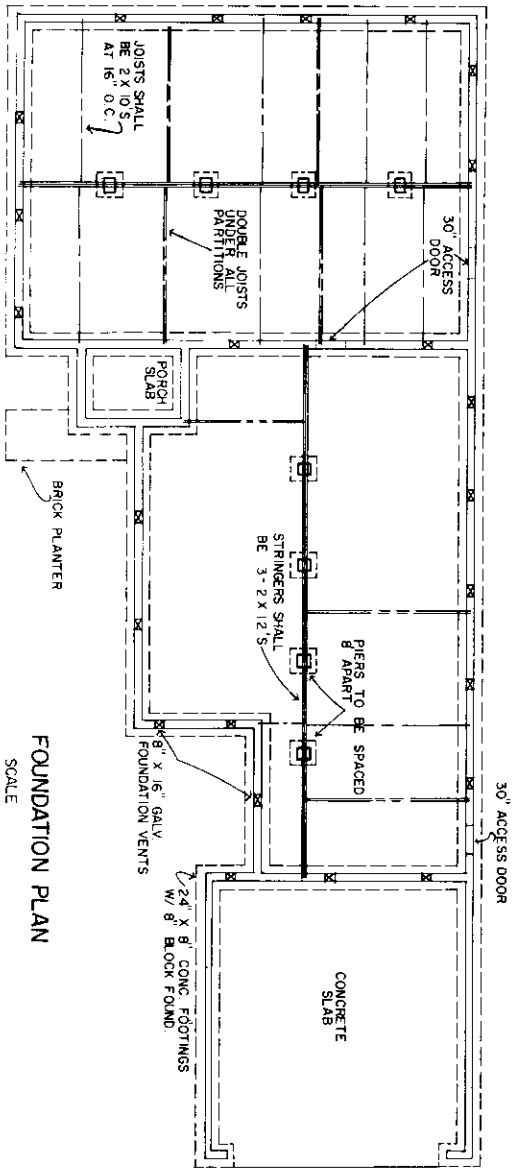 30" ACCESS DOOR
30" ACCESS
DOOR
JOISTS SHALL
BE 2 X 10'S
AT 16" O.C.
DOUBLE JOISTS
UNDER ALL
PARTITIONS
PORCH
SLAB
BRICK PLANTER
STRINGERS SHALL
BE 3 - 2 X 12'S
PIERS TO BE SPACED
8' APART
8" X 16" GALV.
FOUNDATION VENTS
24" X 8" CONC. FOOTINGS
W/ 8" BLOCK FOUND.
CONCRETE
SLAB
FOUNDATION PLAN
SCALE